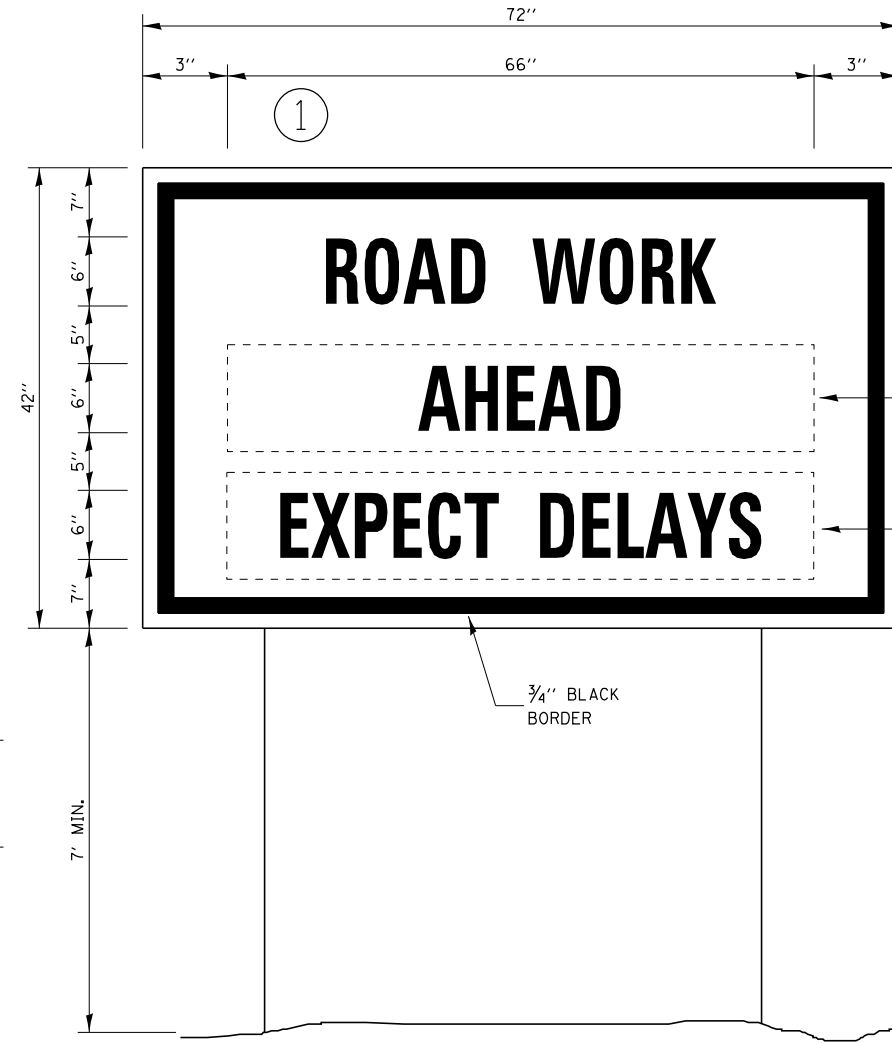 72''
3'' 66'' 3''
1
7''
6''
5''
6''
5''
6''
7''
42''
ROAD WORK
AHEAD
EXPECT DELAYS
3/4'' BLACK
BORDER
7' MIN.